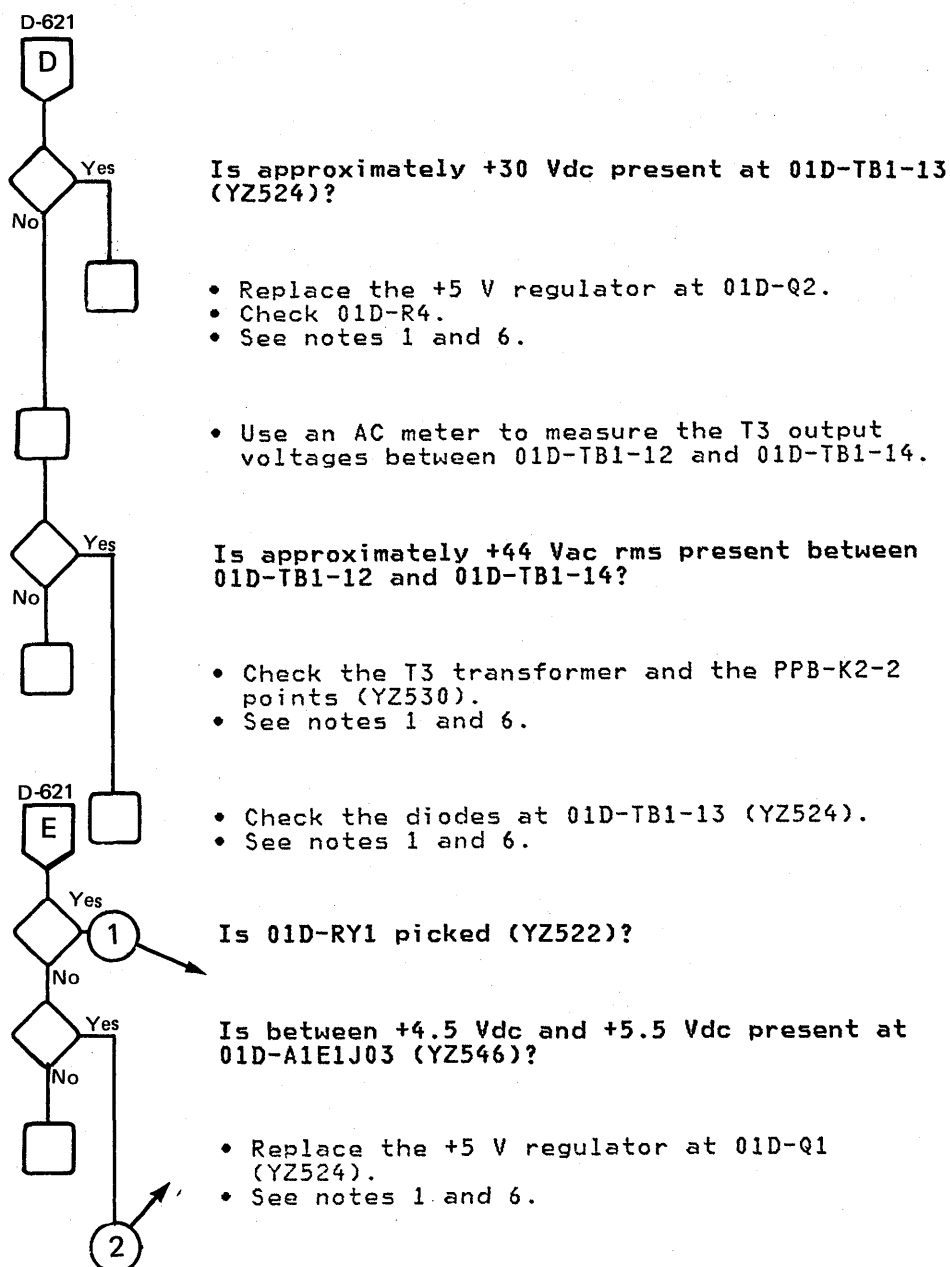 D-621
D
Yes
No
Is approximately +30 Vdc present at 01D-TB1-13
(YZ524)?
• Replace the +5 V regulator at 01D-Q2.
• Check 01D-R4.
• See notes 1 and 6.
• Use an AC meter to measure the T3 output
voltages between 01D-TB1-12 and 01D-TB1-14.
Yes
No
Is approximately +44 Vac rms present between
01D-TB1-12 and 01D-TB1-14?
• Check the T3 transformer and the PPB-K2-2
points (YZ530).
• See notes 1 and 6.
D-621
E
• Check the diodes at 01D-TB1-13 (YZ524).
• See notes 1 and 6.
Yes
1
No
Is 01D-RY1 picked (YZ522)?
Yes
No
Is between +4.5 Vdc and +5.5 Vdc present at
01D-A1E1J03 (YZ546)?
• Replace the +5 V regulator at 01D-Q1
(YZ524).
• See notes 1 and 6.
2